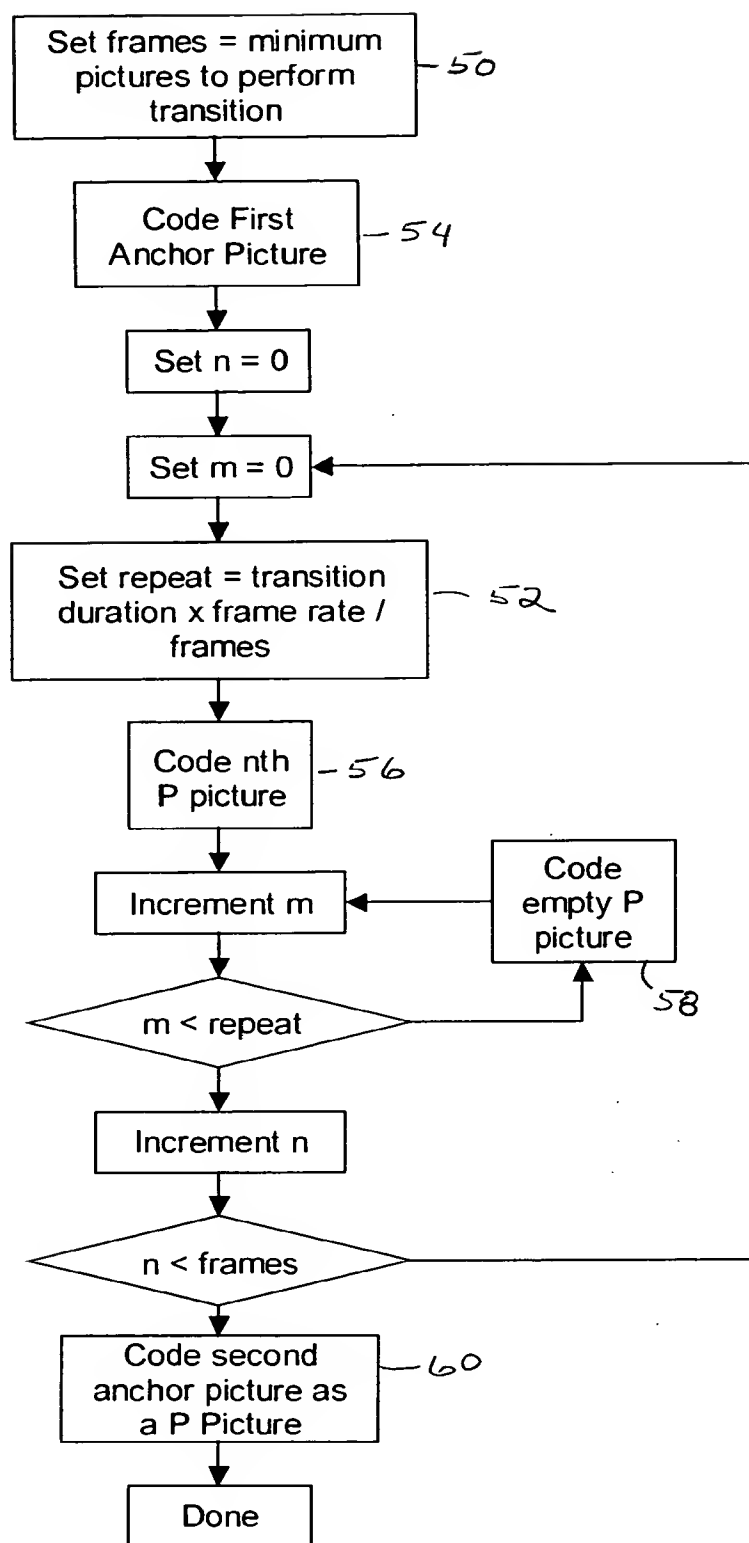 Set frames = minimum
pictures to perform
transition
50
Code First
Anchor Picture
54
Set n = 0
Set m = 0
Set repeat = transition
duration x frame rate /
frames
52
Code nth
P picture
56
Increment m
Code
empty P
picture
58
m < repeat
Increment n
n < frames
Code second
anchor picture as
a P Picture
60
Done